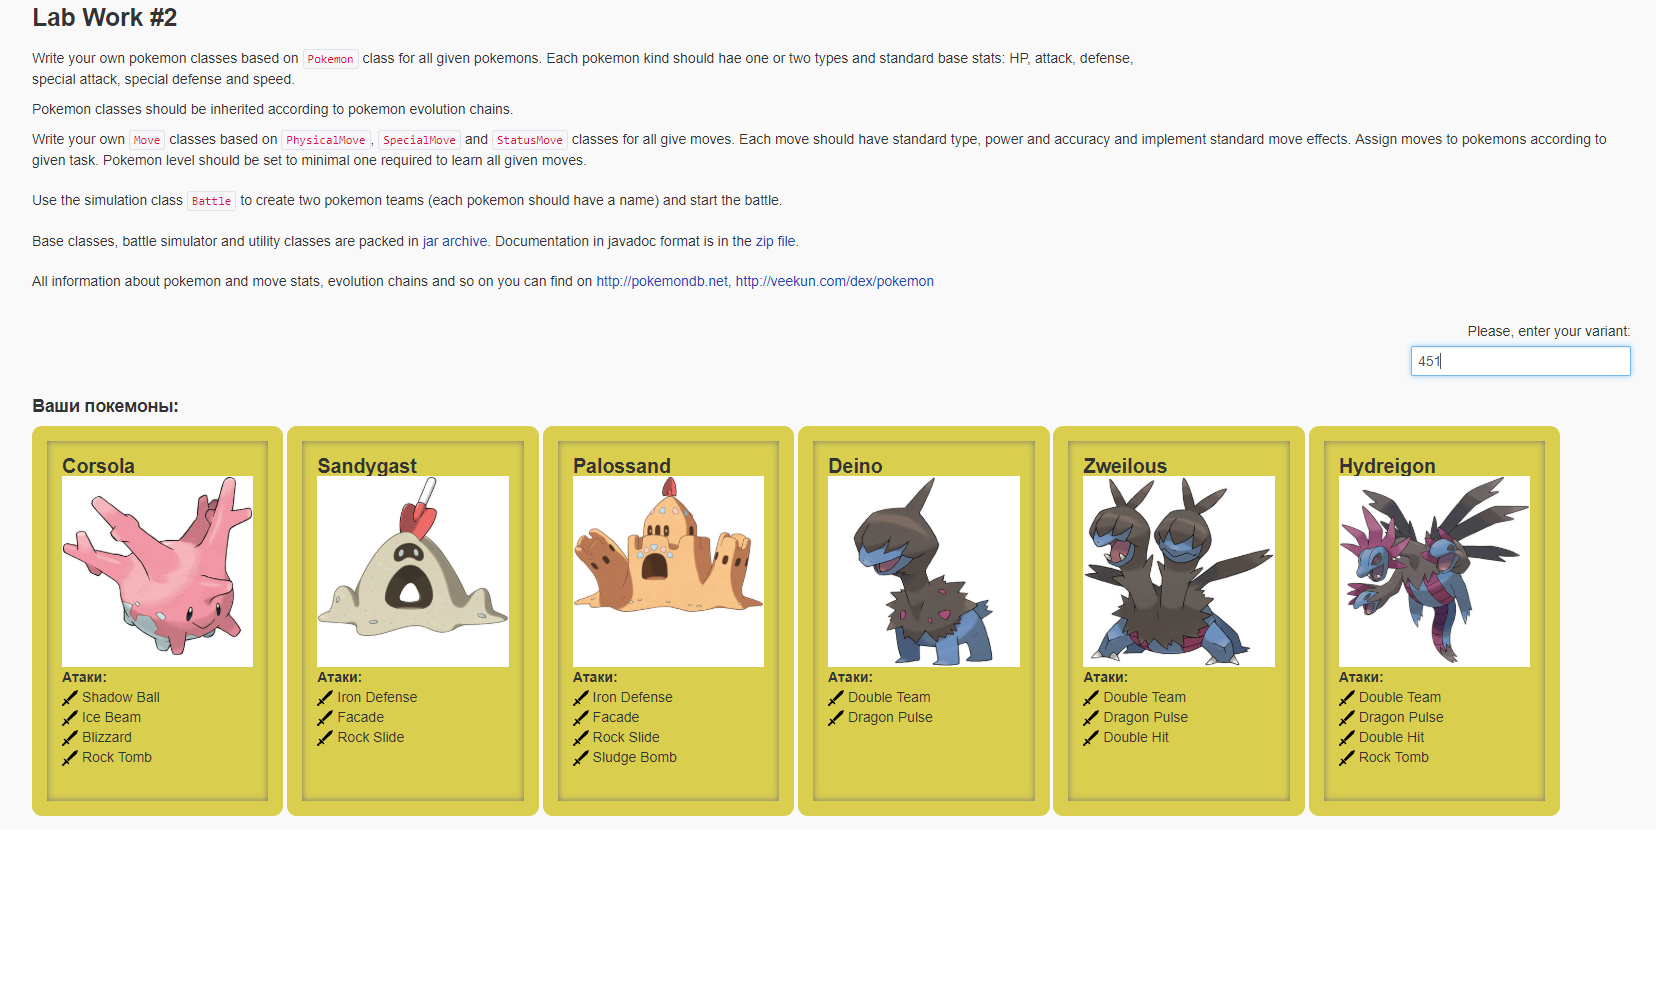 Lab Work #2
Write your own pokemon classes based on Pokemon class for all given pokemons. Each pokemon kind should hae one or two types and standard base stats: HP, attack, defense,
special attack, special defense and speed.
Pokemon classes should be inherited according to pokemon evolution chains.
Write your own Move classes based on PhysicalMove, SpecialMove and StatusMove classes for all give moves. Each move should have standard type, power and accuracy and implement standard move effects. Assign moves to pokemons according to
given task. Pokemon level should be set to minimal one required to learn all given moves.
Use the simulation class Battle to create two pokemon teams (each pokemon should have a name) and start the battle.
Base classes, battle simulator and utility classes are packed in jar archive. Documentation in javadoc format is in the zip file.
All information about pokemon and move stats, evolution chains and so on you can find on http://pokemondb.net, http://veekun.com/dex/pokemon
Please, enter your variant:
451
Ваши покемоны:
Corsola
Атаки:
Shadow Ball
Ice Beam
Blizzard
Rock Tomb
Sandygast
Атаки:
Iron Defense
Facade
Rock Slide
Palossand
Атаки:
Iron Defense
Facade
Rock Slide
Sludge Bomb
Deino
Атаки:
Double Team
Dragon Pulse
Zweilous
Атаки:
Double Team
Dragon Pulse
Double Hit
Hydreigon
Атаки:
Double Team
Dragon Pulse
Double Hit
Rock Tomb